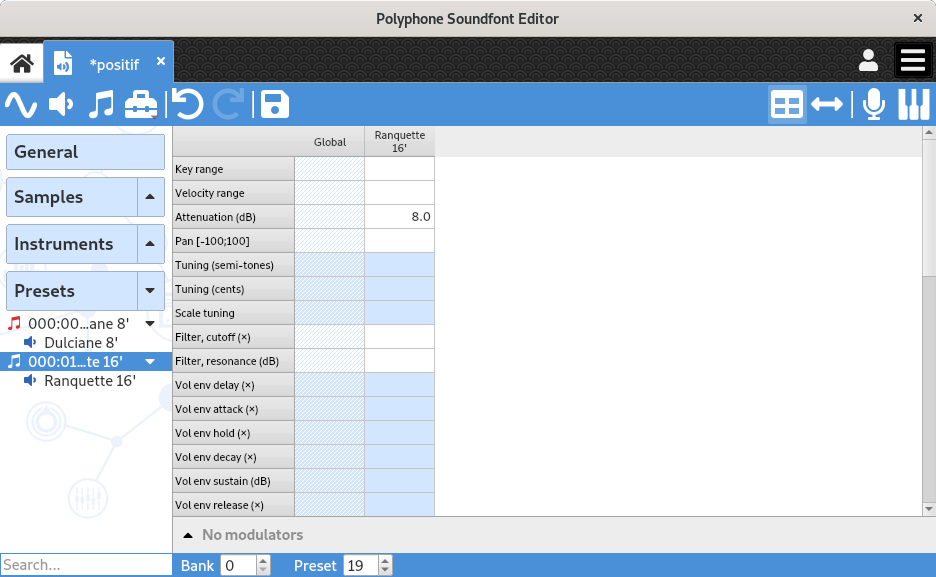 Polyphone Soundfont Editor
*positif
General
Samples
Instruments
Presets
000:00...ane 8'
Dulciane 8'
000:01...te 16'
Ranquette 16'
Global
Ranquette
16'
Key range
Velocity range
Attenuation (dB) 8.0
Pan [-100;100]
Tuning (semi-tones)
Tuning (cents)
Scale tuning
Filter, cutoff (×)
Filter, resonance (dB)
Vol env delay (×)
Vol env attack (×)
Vol env hold (×)
Vol env decay (×)
Vol env sustain (dB)
Vol env release (×)
No modulators
Search...
Bank 0 Preset 19